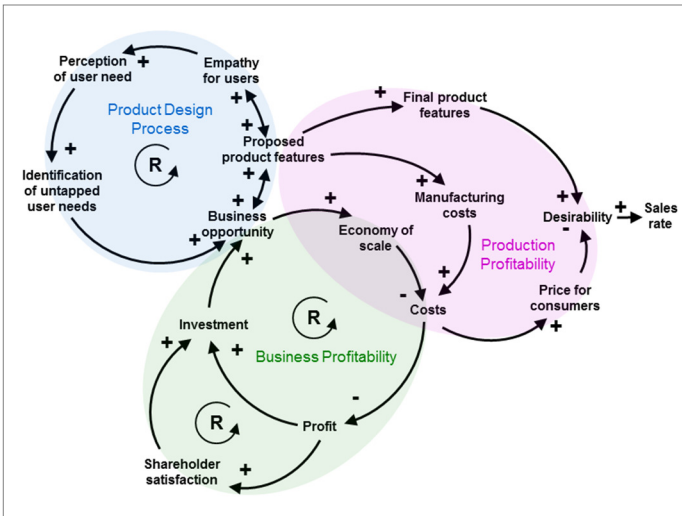 Perception
of user need
+
Empathy
for users
+
Product Design
Process
+
Final product
features
+
R
+
Proposed
product features
+
Identification
of untapped
user needs
+
+
+
Manufacturing
costs
+
Business
opportunity
+
+
Economy of
scale
+
Desirability
-
+
Sales
rate
+
Production
Profitability
+
-
Costs
Price for
consumers
+
Investment
R
+
+
Business Profitability
-
R
Profit
Shareholder
satisfaction
+